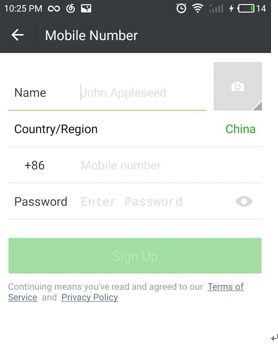 10:25 PM 14
Mobile Number
Name John Appleseed
Country/Region China
+86 Mobile number
Password Enter Password
Sign Up
Continuing means you've read and agreed to our Terms of
Service and Privacy Policy